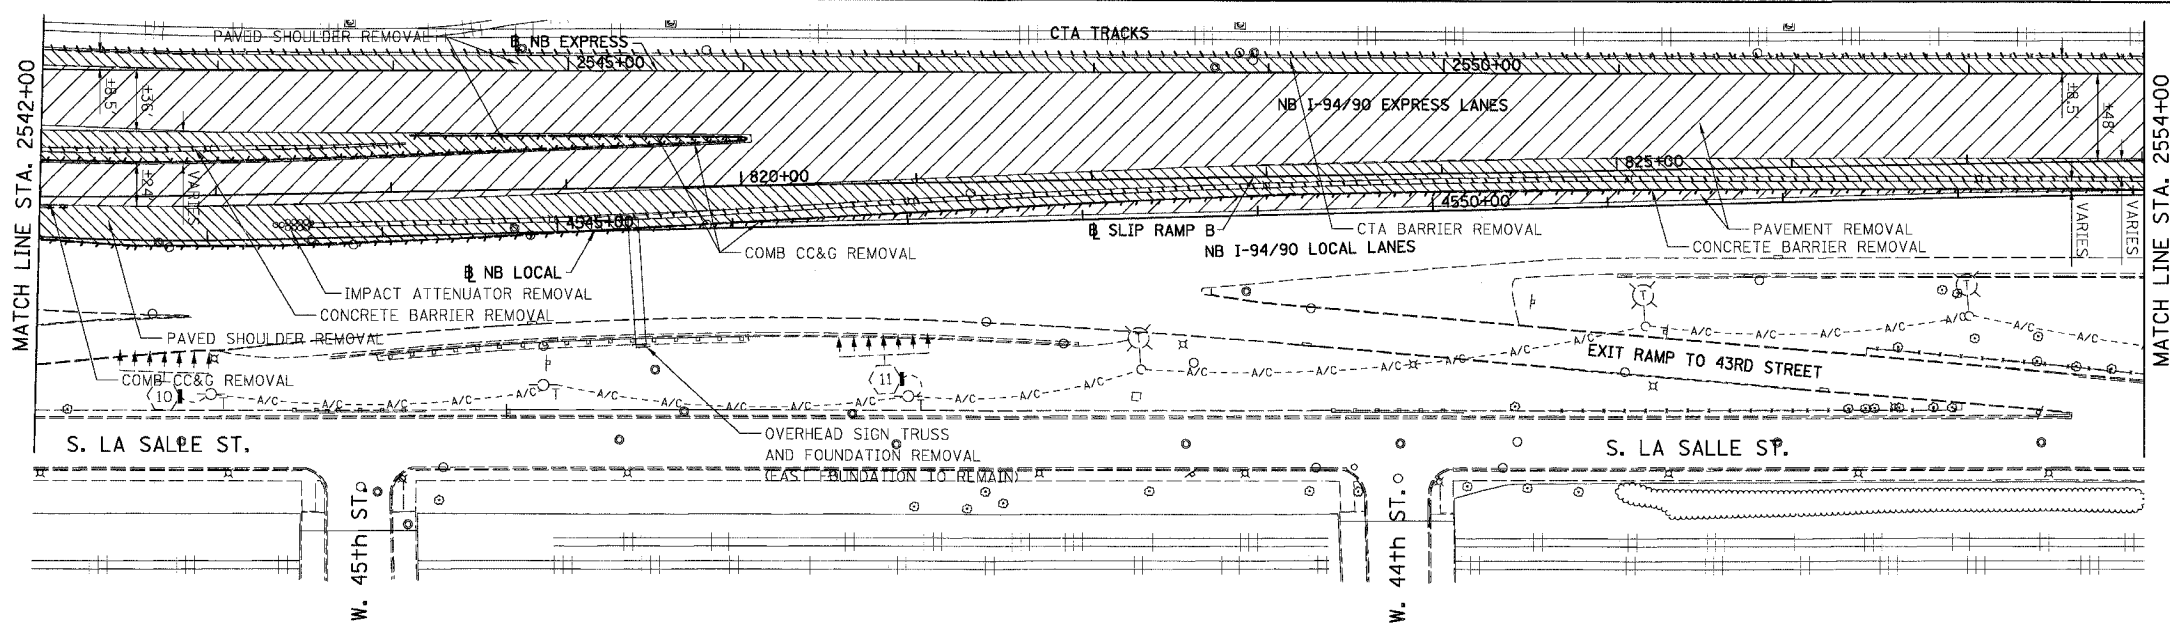 CTA TRACKS
PAVED SHOULDER REMOVAL
℄ NB EXPRESS
2545+00
2550+00
MATCH LINE STA. 2542+00
MATCH LINE STA. 2554+00
±8.5'
±36'
NB I-94/90 EXPRESS LANES
±8.5'
±48'
825+00
820+00
±24'
VARIES
4545+00
4550+00
℄ SLIP RAMP B
CTA BARRIER REMOVAL
PAVEMENT REMOVAL
VARIES
VARIES
NB I-94/90 LOCAL LANES
CONCRETE BARRIER REMOVAL
COMB CC&G REMOVAL
℄ NB LOCAL
IMPACT ATTENUATOR REMOVAL
CONCRETE BARRIER REMOVAL
PAVED SHOULDER REMOVAL
COMB CC&G REMOVAL
10
11
A/C A/C A/C A/C A/C A/C A/C A/C A/C A/C A/C A/C A/C A/C A/C A/C
EXIT RAMP TO 43RD STREET
OVERHEAD SIGN TRUSS
AND FOUNDATION REMOVAL
(EAST FOUNDATION TO REMAIN)
S. LA SALLE ST.
S. LA SALLE ST.
W. 45th ST.
W. 44th ST.